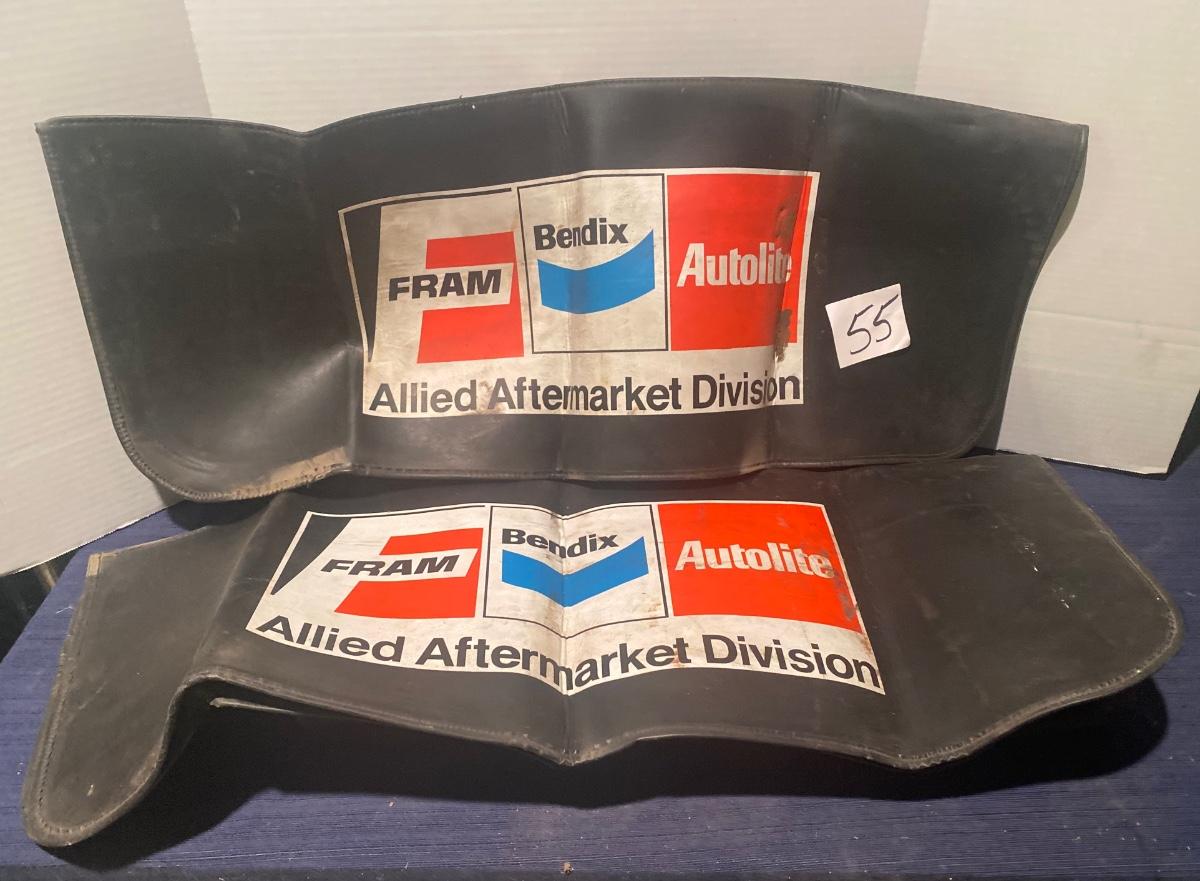 FRAM
Bendix
Autolite
Allied Aftermarket Division
55
FRAM
Bendix
Autolite
Allied Aftermarket Division